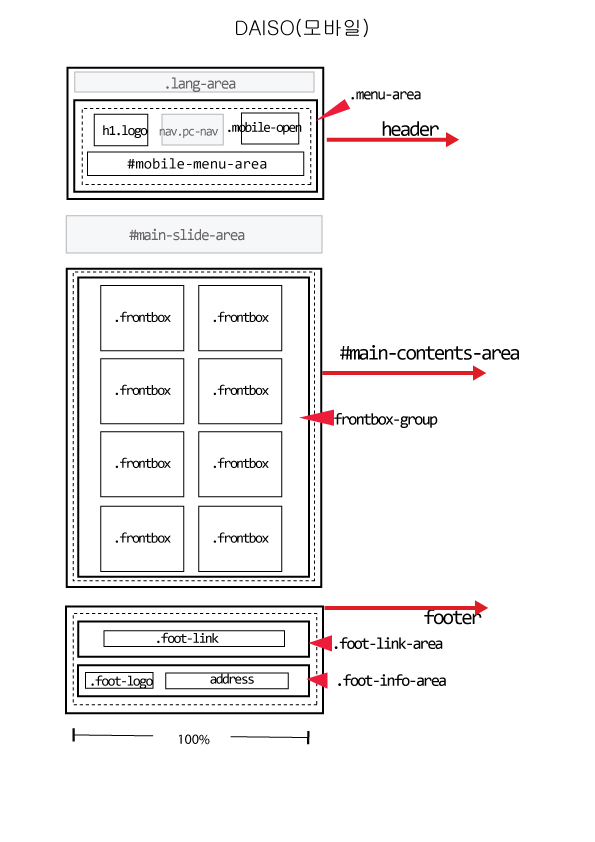 DAISO(모바일)
.lang-area
.menu-area
h1.logo
nav.pc-nav
.mobile-open
header
#mobile-menu-area
#main-slide-area
.frontbox
.frontbox
#main-contents-area
.frontbox
.frontbox
frontbox-group
.frontbox
.frontbox
.frontbox
.frontbox
footer
.foot-link
.foot-link-area
.foot-logo
address
.foot-info-area
100%